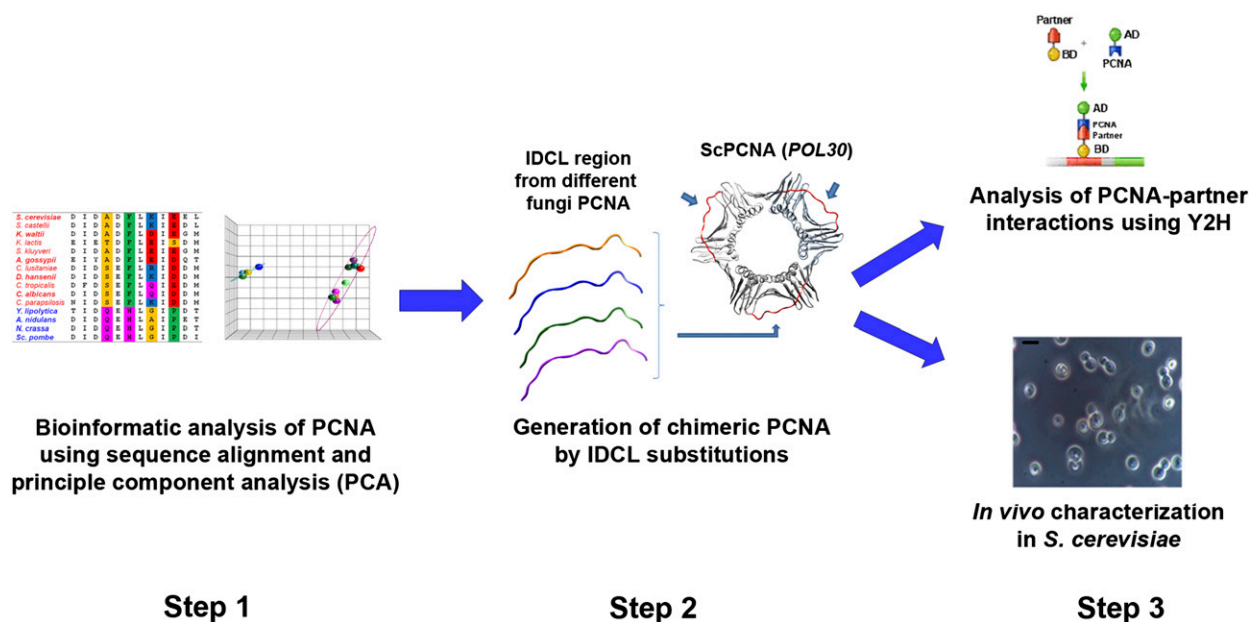 S. cerevisiae D I D A D F L K I E E L
S. castelii D I D A D F L K I E D L
K. waltii D I D A D F L D I E G M
K. lactis E I E T D F L E I S D M
S. kluyveri D I D A D F L E I E D
A. gossypii E I Y A D F L E I D Q T
C. lusitaniae D I D S E F L R I D D M
D. hansenii D I D S E F L K I D D M
C. tropicalis D F D S E F L Q I E D M
C. albicans D I D S E F L Q I D D M
C. parapsilosis N I D S E F L K I D D M
Y. lipolytica T I D Q E H L G I P D T
A. nidulans D I D Q E H L A I P E T
N. crassa D I D Q E H L G I P D T
Sc. pombe D I D Q E H L G I P D I
Bioinformatic analysis of PCNA
using sequence alignment and
principle component analysis (PCA)
Step 1
IDCL region
from different
fungi PCNA
ScPCNA (POL30)
Generation of chimeric PCNA
by IDCL substitutions
Step 2
Partner
BD
+
AD
PCNA
AD
PCNA
Partner
BD
Analysis of PCNA-partner
interactions using Y2H
In vivo characterization
in S. cerevisiae
Step 3